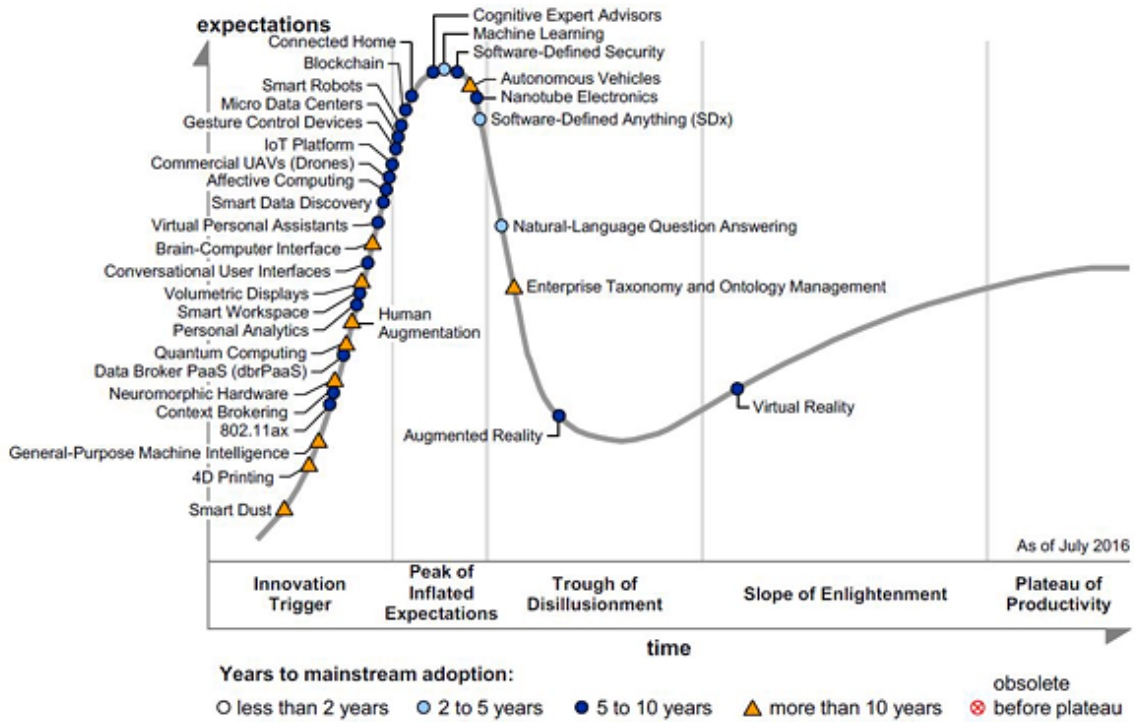 expectations
Cognitive Expert Advisors
Machine Learning
Software-Defined Security
Connected Home
Blockchain
Autonomous Vehicles
Smart Robots
Nanotube Electronics
Micro Data Centers
Gesture Control Devices
Software-Defined Anything (SDx)
IoT Platform
Commercial UAVs (Drones)
Affective Computing
Smart Data Discovery
Virtual Personal Assistants
Natural-Language Question Answering
Brain-Computer Interface
Conversational User Interfaces
Volumetric Displays
Enterprise Taxonomy and Ontology Management
Smart Workspace
Personal Analytics
Human
Augmentation
Quantum Computing
Data Broker PaaS (dbrPaaS)
Neuromorphic Hardware
Context Brokering
802.11ax
Virtual Reality
Augmented Reality
General-Purpose Machine Intelligence
4D Printing
Smart Dust
As of July 2016
Innovation
Trigger
Peak of
Inflated
Expectations
Trough of
Disillusionment
Slope of Enlightenment
Plateau of
Productivity
time
Years to mainstream adoption:
less than 2 years
2 to 5 years
5 to 10 years
more than 10 years
obsolete
before plateau